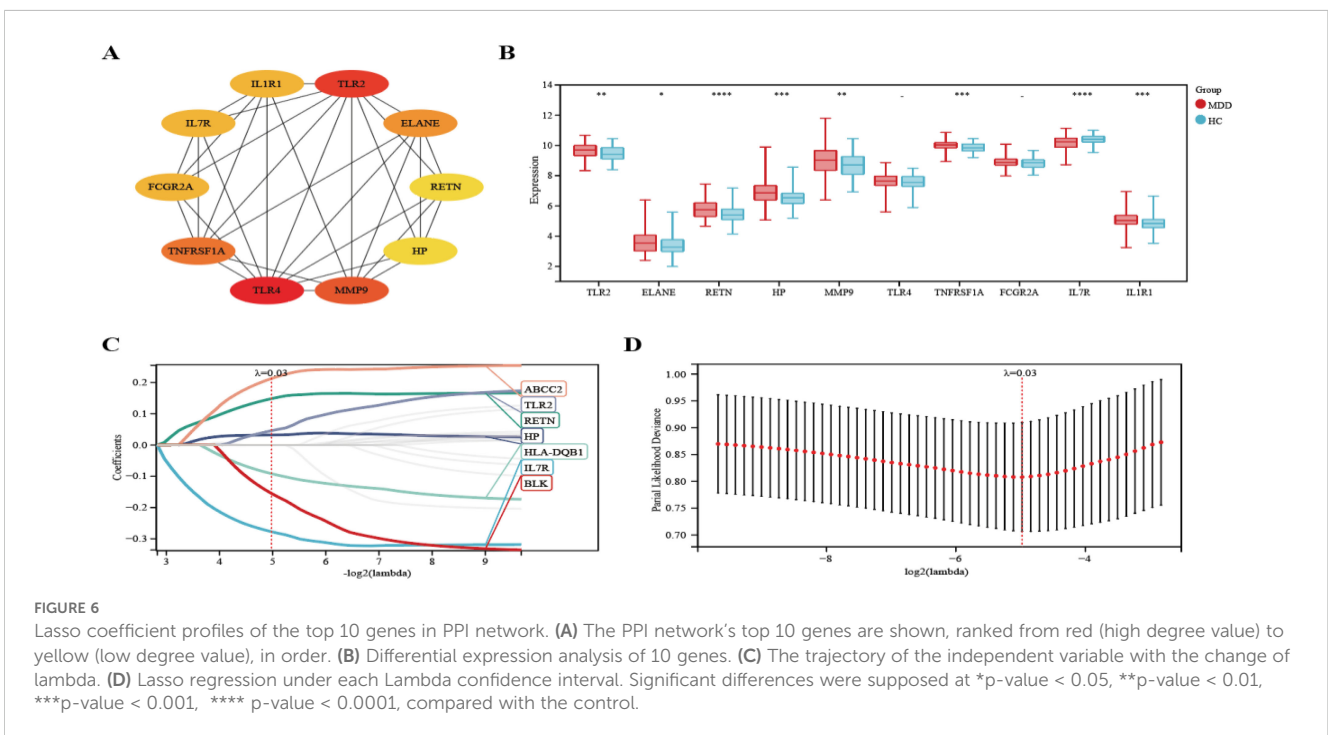 A
IL1R1
TLR2
IL7R
ELANE
FCGR2A
RETN
TNFRSF1A
HP
TLR4
MMP9
B
** * **** *** ** - *** - **** ***
Group
MDD
HC
Expression
14
12
10
8
6
4
2
TLR2 ELANE RETN HP MMP9 TLR4 TNFRSF1A FCGR2A IL7R IL1R1
C
λ=0.03
Coefficients
0.2
0.1
0.0
-0.1
-0.2
-0.3
ABCC2
TLR2
RETN
HP
HLA-DQB1
IL7R
BLK
3 4 5 6 7 8 9
-log2(lambda)
D
λ=0.03
Parial Likelihood Deviance
1.00
0.95
0.90
0.85
0.80
0.75
0.70
−8 −6 −4
log2(lambda)
FIGURE 6
Lasso coefficient profiles of the top 10 genes in PPI network. (A) The PPI network's top 10 genes are shown, ranked from red (high degree value) to
yellow (low degree value), in order. (B) Differential expression analysis of 10 genes. (C) The trajectory of the independent variable with the change of
lambda. (D) Lasso regression under each Lambda confidence interval. Significant differences were supposed at *p-value < 0.05, **p-value < 0.01,
***p-value < 0.001, **** p-value < 0.0001, compared with the control.